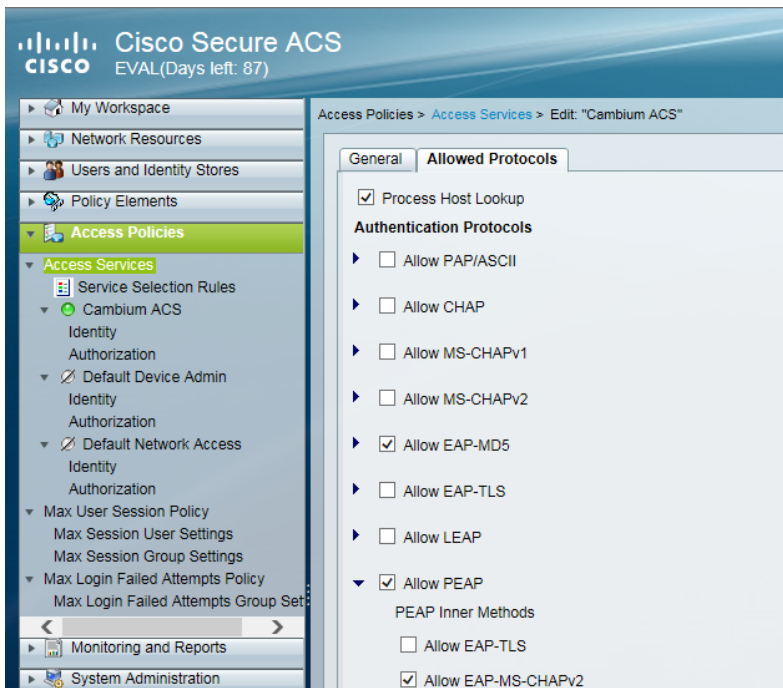 Cisco Secure ACS
CISCO
EVAL(Days left: 87)
My Workspace
Network Resources
Users and Identity Stores
Policy Elements
Access Policies
Access Services
Service Selection Rules
Cambium ACS
Identity
Authorization
Default Device Admin
Identity
Authorization
Default Network Access
Identity
Authorization
Max User Session Policy
Max Session User Settings
Max Session Group Settings
Max Login Failed Attempts Policy
Max Login Failed Attempts Group Set
Monitoring and Reports
System Administration
Access Policies > Access Services > Edit: "Cambium ACS"
General Allowed Protocols
Process Host Lookup
Authentication Protocols
Allow PAP/ASCII
Allow CHAP
Allow MS-CHAPv1
Allow MS-CHAPv2
Allow EAP-MD5
Allow EAP-TLS
Allow LEAP
Allow PEAP
PEAP Inner Methods
Allow EAP-TLS
Allow EAP-MS-CHAPv2